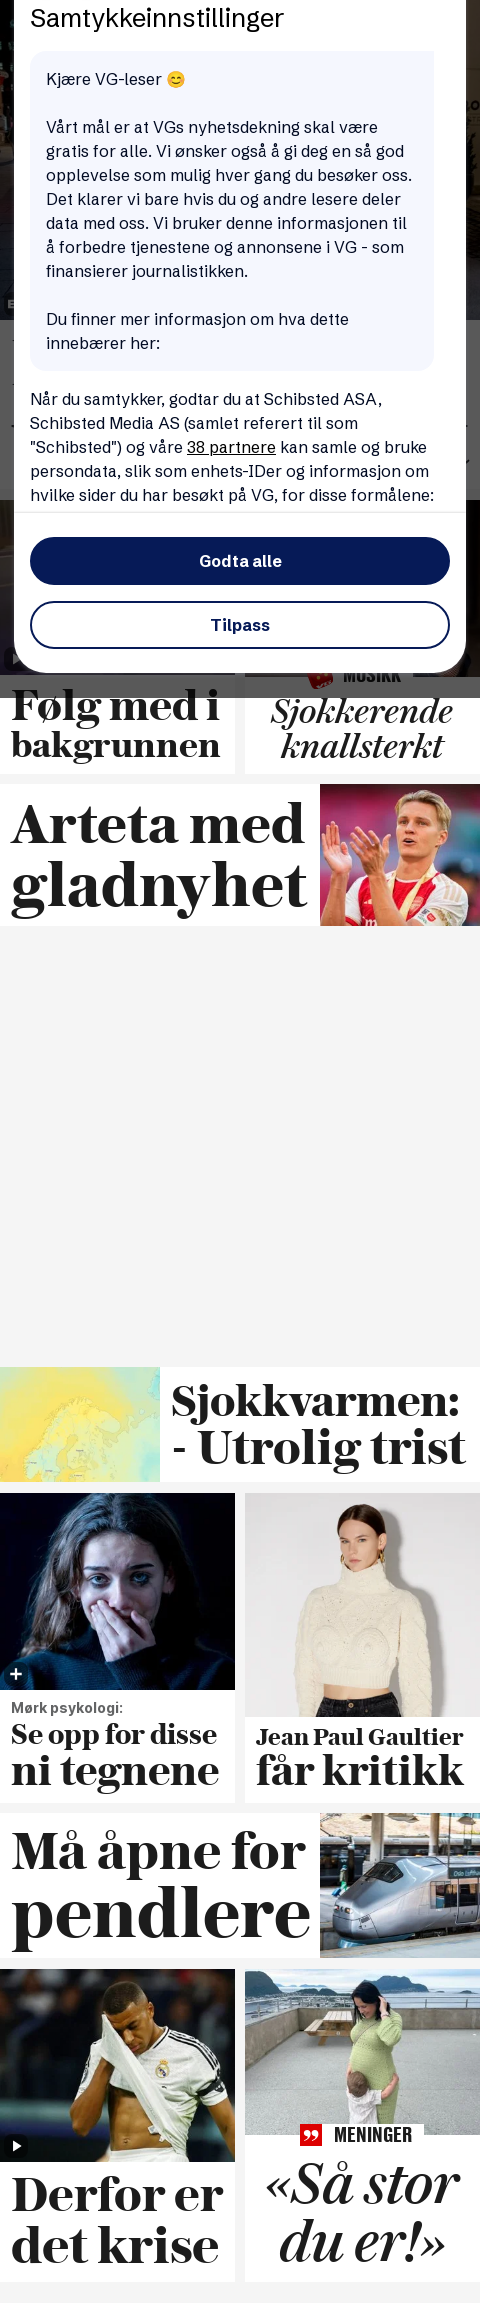 Samtykkeinnstillinger
Kjære VG-leser 😊
Vårt mål er at VGs nyhetsdekning skal være
gratis for alle. Vi ønsker også å gi deg en så god
opplevelse som mulig hver gang du besøker oss.
Det klarer vi bare hvis du og andre lesere deler
data med oss. Vi bruker denne informasjonen til
å forbedre tjenestene og annonsene i VG - som
finansierer journalistikken.
Du finner mer informasjon om hva dette
innebærer her:
Når du samtykker, godtar du at Schibsted ASA,
Schibsted Media AS (samlet referert til som
"Schibsted") og våre 38 partnere kan samle og bruke
persondata, slik som enhets-IDer og informasjon om
hvilke sider du har besøkt på VG, for disse formålene:
Godta alle
Tilpass
Følg med i
bakgrunnen
MUSIKK
Sjokkerende
knallsterkt
Arteta med
gladnyhet
Sjokkvarmen:
- Utrolig trist
Mørk psykologi:
Se opp for disse
ni tegnene
Jean Paul Gaultier
får kritikk
Må åpne for
pendlere
Derfor er
det krise
MENINGER
«Så stor
du er!»